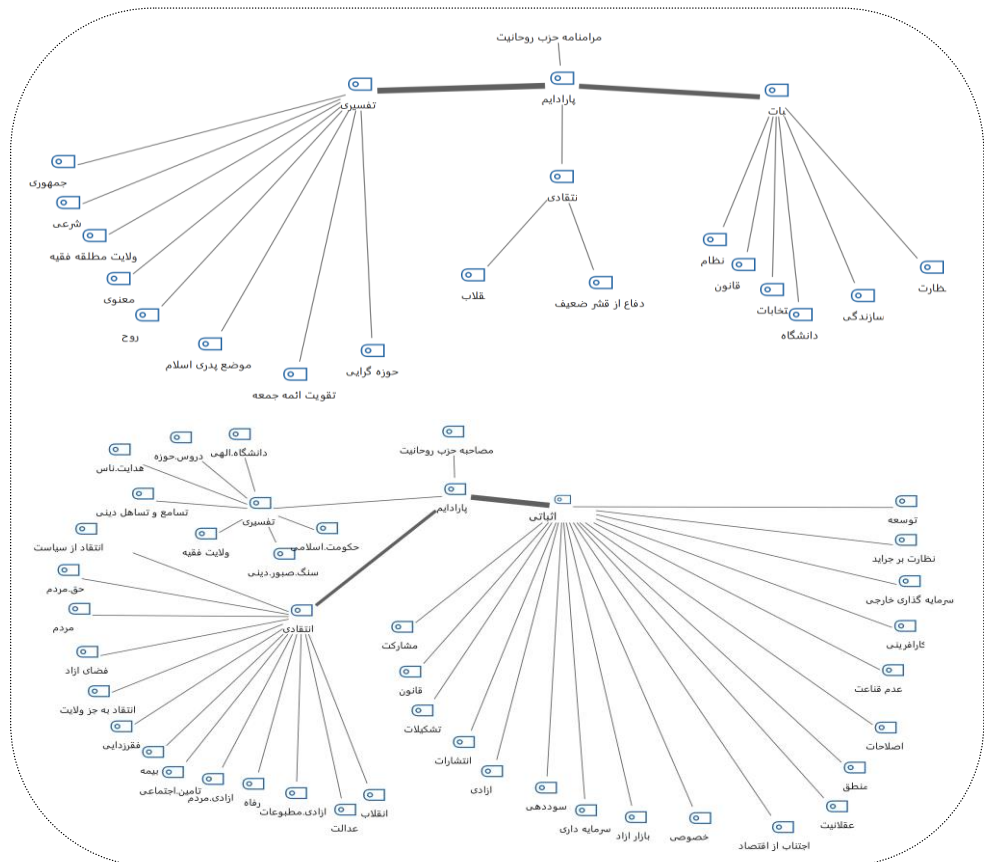 مرامنامه حزب روحانیت
پارادایم
تفسیری
بات
نتقادی
جمهوری
شرعی
ولایت مطلقه فقیه
معنوی
روح
موضع پدری اسلام
تقویت ائمه جمعه
حوزه گرایی
قلاب
دفاع از قشر ضعیف
نظام
قانون
تخابات
دانشگاه
سازندگی
ظارت
مصاحبه حزب روحانیت
پارادایم
تفسیری
اثباتی
انتقادی
دانشگاه.الهی
دروس.حوزه
هدایت.ناس
تسامع و تساهل دینی
ولایت فقیه
سنگ.صبور.دینی
حکومت.اسلامی
انتقاد از سیاست
حق.مردم
مردم
فضای ازاد
انتقاد به جز ولایت
فقرزدایی
بیمه
تامین.اجتماعی
ازادی.مردم
رفاه
ازادی.مطبوعات
عدالت
انقلاب
مشارکت
قانون
تشکیلات
انتشارات
ازادی
سوددهی
سرمایه داری
بازار ازاد
خصوصی
اجتناب از اقتصاد
عقلانیت
منطق
اصلاحات
عدم قناعت
کارافرینی
سرمایه گذاری خارجی
نظارت بر جراید
توسعه